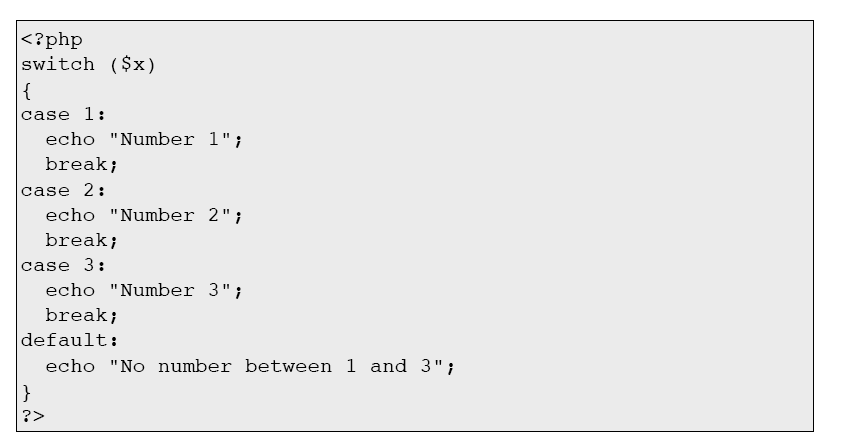 <?php
switch ($x)
{
case 1:
  echo "Number 1";
  break;
case 2:
  echo "Number 2";
  break;
case 3:
  echo "Number 3";
  break;
default:
  echo "No number between 1 and 3";
}
?>